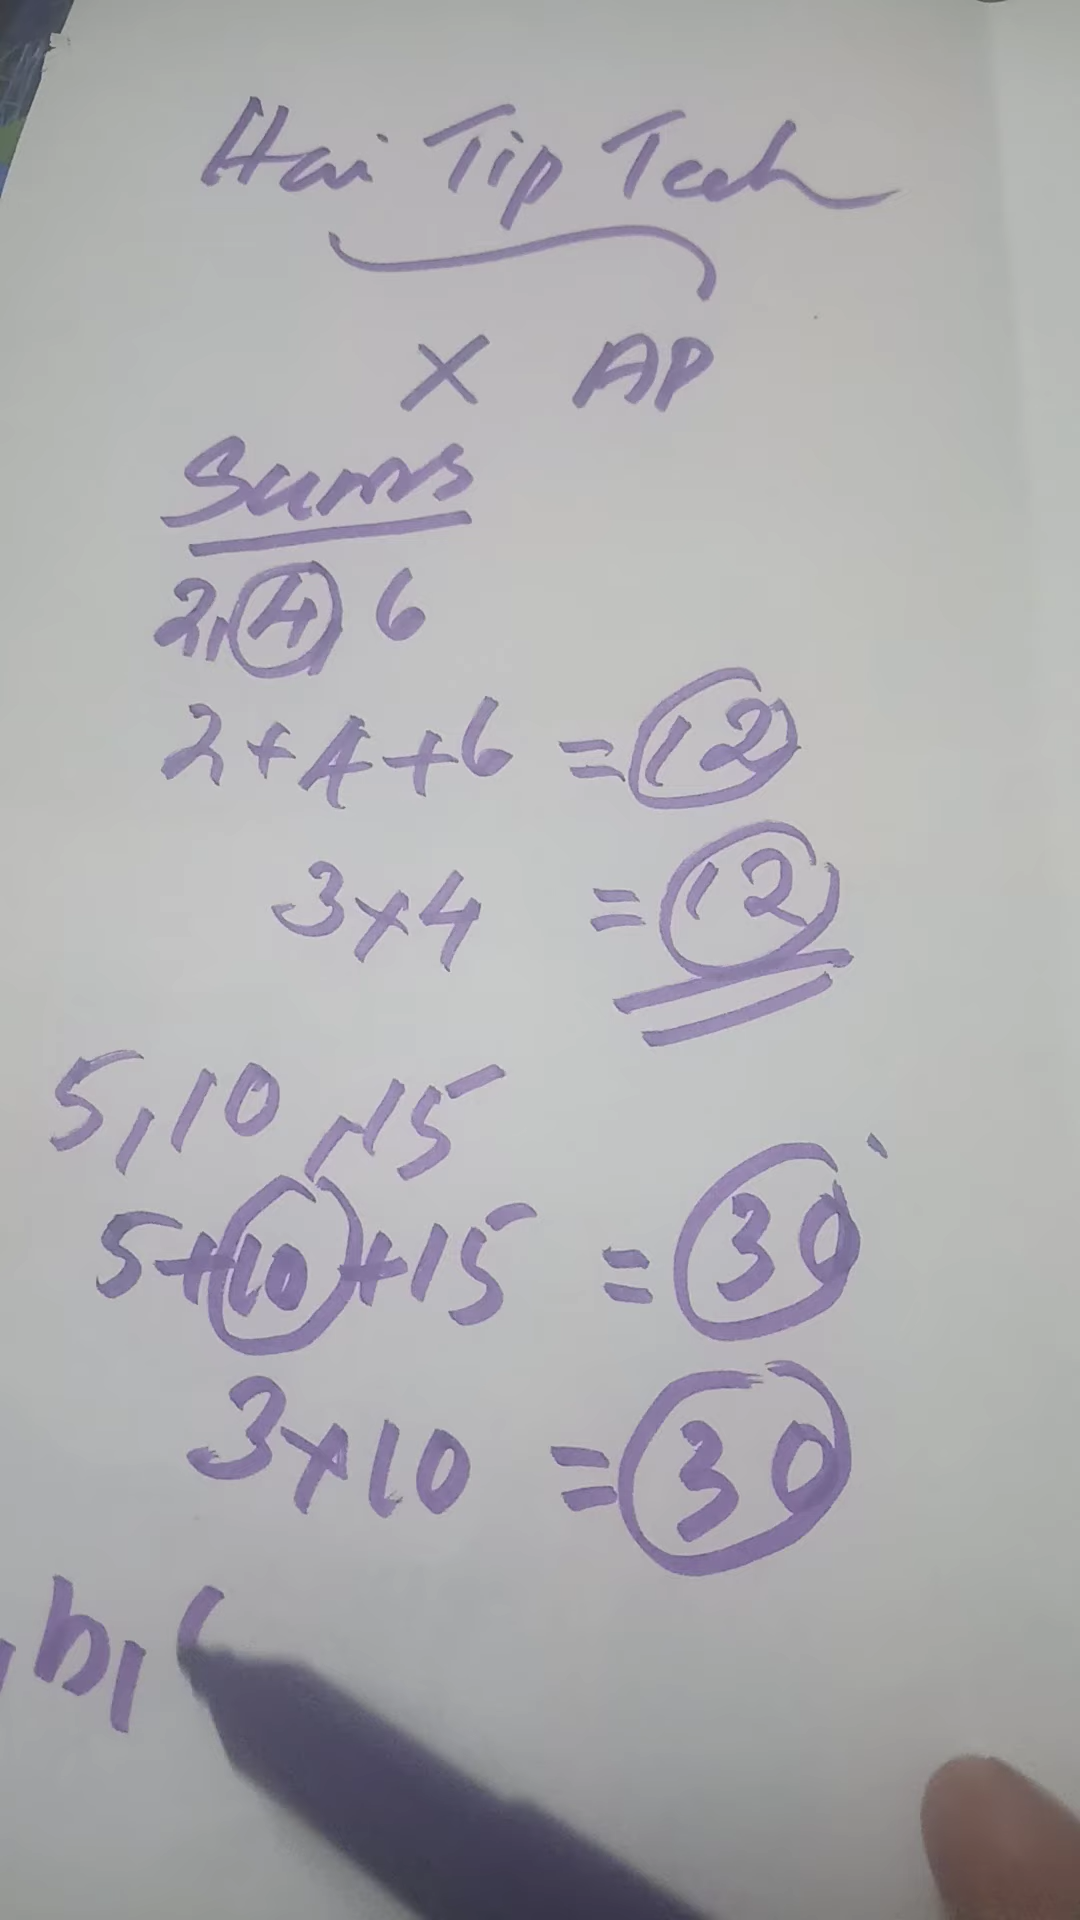 Hai Tip Tech
X AP
Sums
2, 4, 6
2+4+6 = 12
3×4 = 12
5, 10, 15
5+10+15 = 30
3×10 = 30
, b,